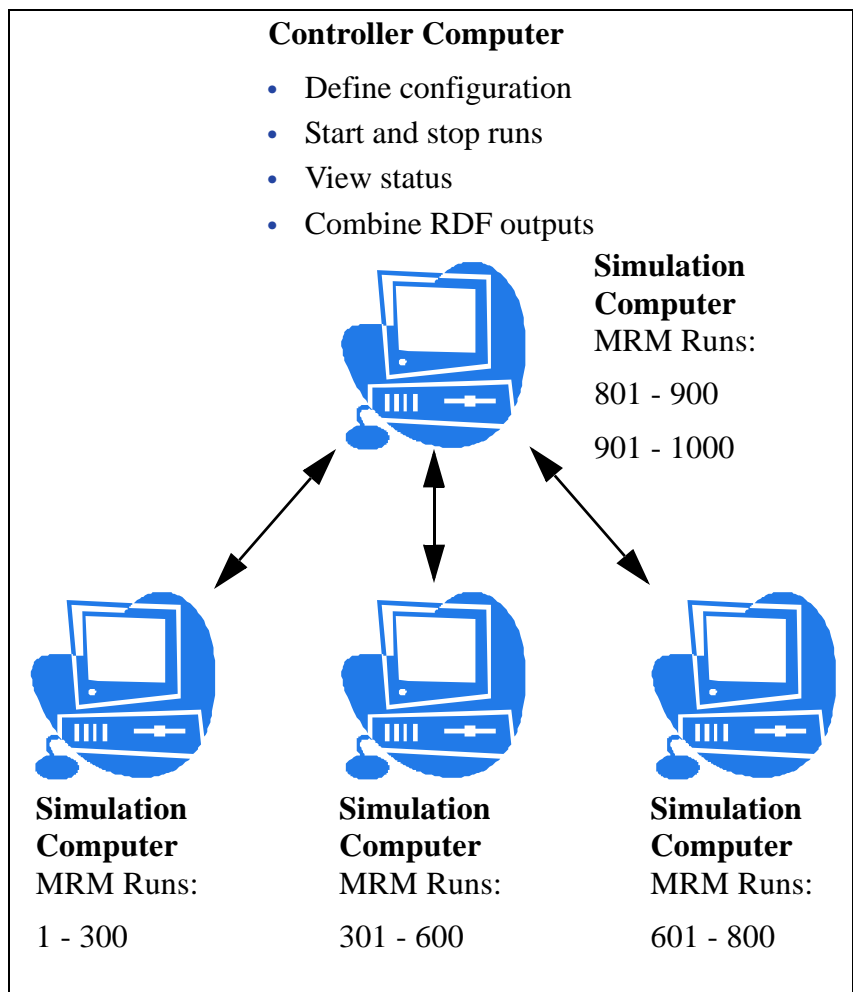 Controller Computer
• Define configuration
• Start and stop runs
• View status
• Combine RDF outputs
Simulation
Computer
MRM Runs:
801 - 900
901 - 1000
Simulation
Computer
MRM Runs:
1 - 300
Simulation
Computer
MRM Runs:
301 - 600
Simulation
Computer
MRM Runs:
601 - 800